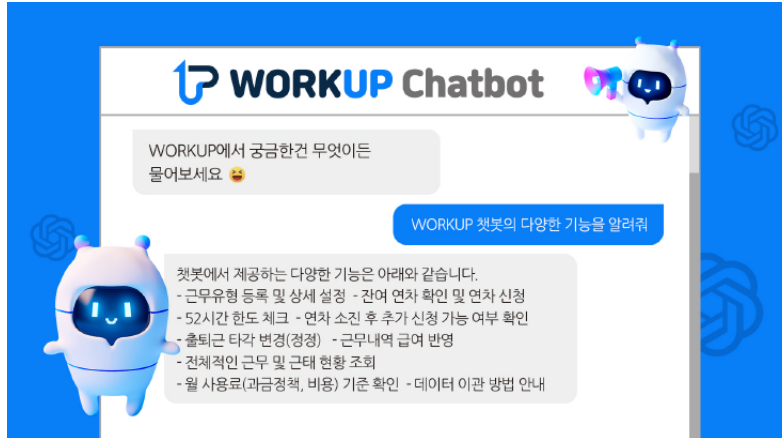 WORKUP Chatbot
WORKUP에서 궁금한건 무엇이든
물어보세요 😆
WORKUP 챗봇의 다양한 기능을 알려줘
챗봇에서 제공하는 다양한 기능은 아래와 같습니다.
- 근무유형 등록 및 상세 설정 - 잔여 연차 확인 및 연차 신청
- 52시간 한도 체크 - 연차 소진 후 추가 신청 가능 여부 확인
- 출퇴근 타각 변경(정정) - 근무내역 급여 반영
- 전체적인 근무 및 근태 현황 조회
- 월 사용료(과금정책, 비용) 기준 확인 - 데이터 이관 방법 안내